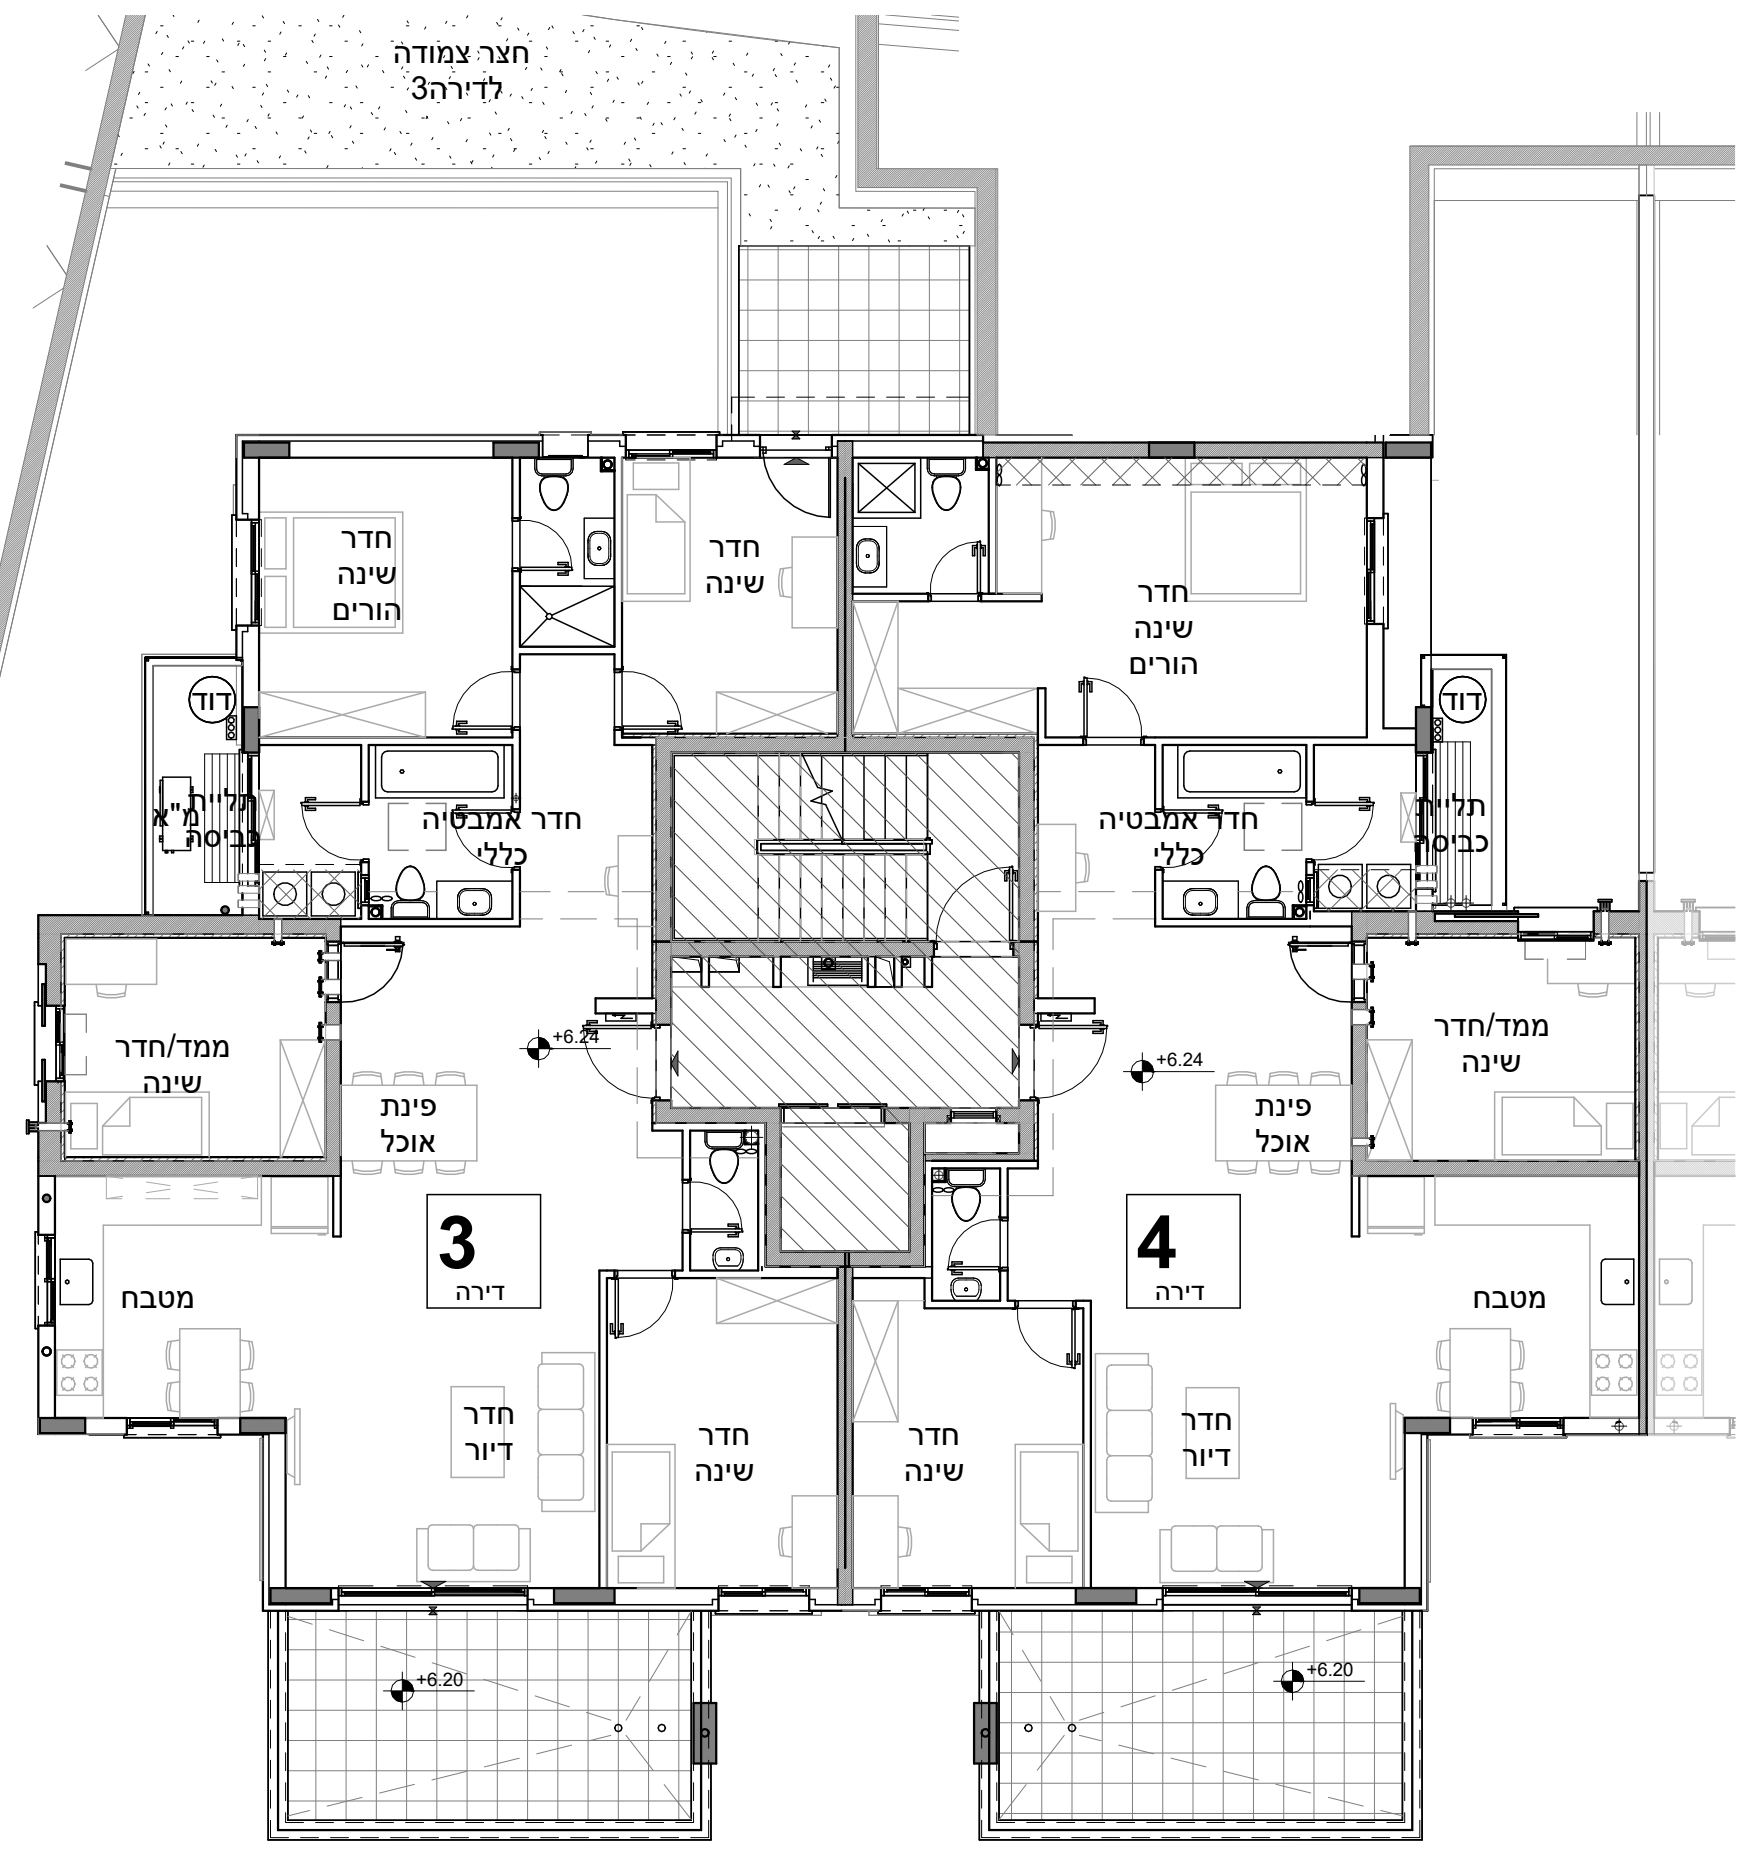 חצר צמודה
לדירה3
חדר
שינה
הורים
חדר
שינה
חדר
שינה
הורים
דוד
דוד
תליית
כביסה
מ"א
חדר אמבטיה
כללי
חדר אמבטיה
כללי
תליית
כביסה
ממד/חדר
שינה
+6.24
+6.24
ממד/חדר
שינה
פינת
אוכל
פינת
אוכל
3
דירה
4
דירה
מטבח
מטבח
חדר
דיור
חדר
שינה
חדר
שינה
חדר
דיור
+6.20
+6.20